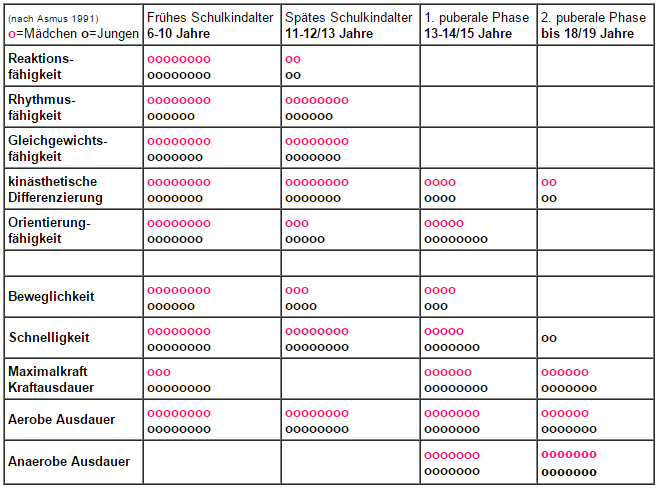 (nach Asmus 1991) Frühes Schulkindalter Spätes Schulkindalter 1. puberale Phase 2. puberale Phase
o=Mädchen o=Jungen 6-10 Jahre 11-12/13 Jahre 13-14/15 Jahre bis 18/19 Jahre
Reaktions- oooooooo oo
fähigkeit oooooooo oo
Rhythmus- oooooooo oooooooo
fähigkeit oooooo oooooo
Gleichgewichts- oooooooo oooooooo
fähigkeit ooooooo ooooooo
kinästhetische oooooooo oooooooo oooo oo
Differenzierung ooooooo ooooooo oooo oo
Orientierung- oooooooo ooo ooooo
fähigkeit ooooooo ooooo oooooooo
Beweglichkeit oooooooo ooo oooo
oooooo ooo ooo
Schnelligkeit oooooooo oooooooo ooooo oo
oooooooo oooooooo ooooooo
Maximalkraft ooo oooooo oooooo
Kraftausdauer oooooooo oooooooo ooooooo
Aerobe Ausdauer oooooooo oooooooo ooooooo oooooo
oooooooo oooooooo ooooooo ooooooo
Anaerobe Ausdauer ooooooo ooooooo
ooooooo ooooooo